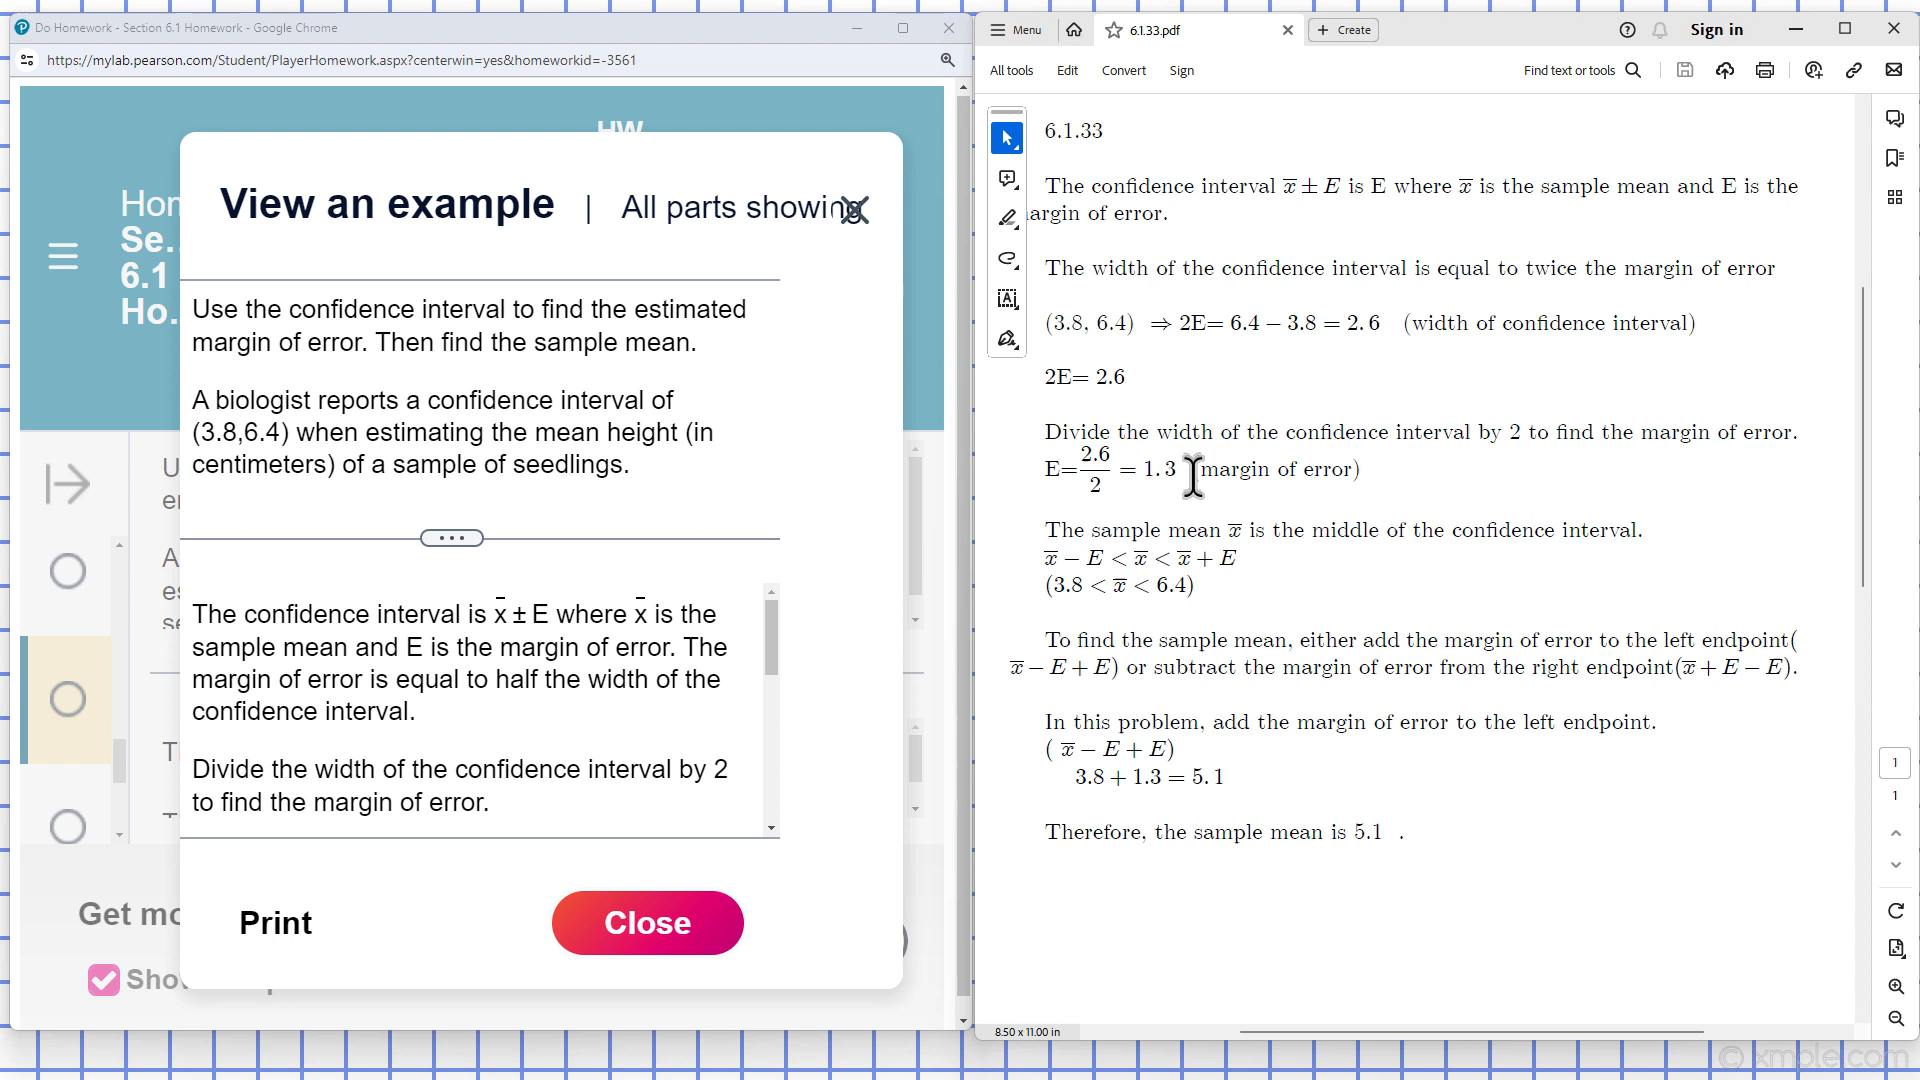 Do Homework - Section 6.1 Homework - Google Chrome
https://mylab.pearson.com/Student/PlayerHomework.aspx?centerwin=yes&homeworkid=-3561
HW
Hon
Se...
6.1
Ho...
View an example | All parts showing
Use the confidence interval to find the estimated
margin of error. Then find the sample mean.
A biologist reports a confidence interval of
(3.8,6.4) when estimating the mean height (in
centimeters) of a sample of seedlings.
The confidence interval is x̄ ± E where x̄ is the
sample mean and E is the margin of error. The
margin of error is equal to half the width of the
confidence interval.
Divide the width of the confidence interval by 2
to find the margin of error.
Print
Close
Get mo
Sho
Menu
6.1.33.pdf
Create
Sign in
All tools
Edit
Convert
Sign
Find text or tools
6.1.33
The confidence interval x̄ ± E is E where x̄ is the sample mean and E is the
argin of error.
The width of the confidence interval is equal to twice the margin of error
(3.8, 6.4) ⇒ 2E= 6.4 − 3.8 = 2.6 (width of confidence interval)
2E= 2.6
Divide the width of the confidence interval by 2 to find the margin of error.
E= 2.6/2 = 1.3 (margin of error)
The sample mean x̄ is the middle of the confidence interval.
x̄ − E < x̄ < x̄ + E
(3.8 < x̄ < 6.4)
To find the sample mean, either add the margin of error to the left endpoint(
x̄ − E + E) or subtract the margin of error from the right endpoint(x̄ + E − E).
In this problem, add the margin of error to the left endpoint.
( x̄ − E + E)
3.8 + 1.3 = 5.1
Therefore, the sample mean is 5.1 .
1
1
8.50 x 11.00 in
© xmple.com